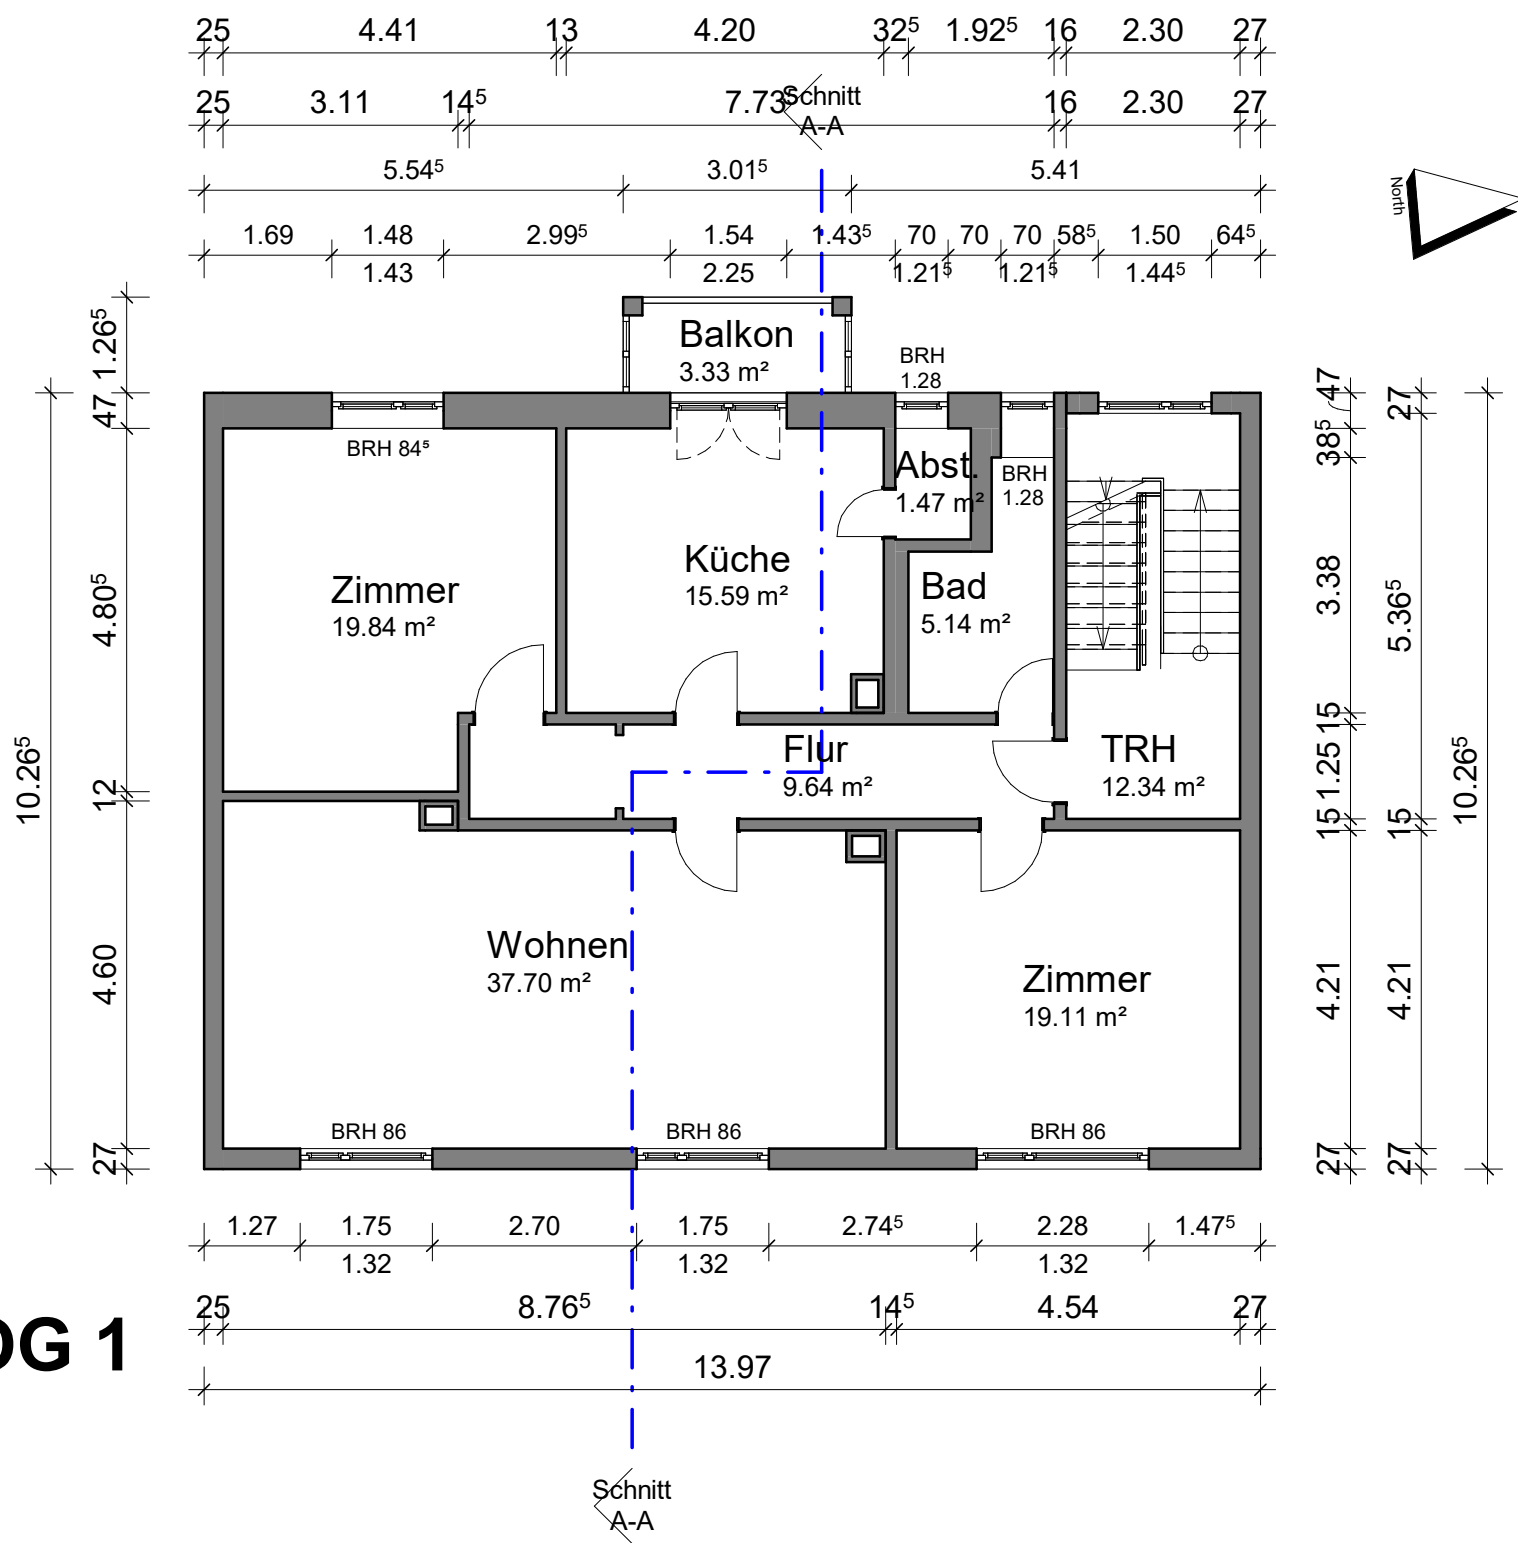 25 4.41 13 4.20 32⁵ 1.92⁵ 16 2.30 27
25 3.11 14⁵ 7.73⁵ 16 2.30 27
Schnitt
A-A
5.54⁵ 3.01⁵ 5.41
North
1.69 1.48 2.99⁵ 1.54 1.43⁵ 70 70 70 58⁵ 1.50 64⁵
1.43 2.25 1.21⁵ 1.21⁵ 1.44⁵
1.26⁵
47
4.80⁵
12
4.60
27
10.26⁵
Balkon
3.33 m²
BRH
1.28
BRH 84⁵
Abst.
1.47 m²
BRH
1.28
Küche
15.59 m²
Zimmer
19.84 m²
Bad
5.14 m²
Flur
9.64 m²
TRH
12.34 m²
Wohnen
37.70 m²
Zimmer
19.11 m²
BRH 86
BRH 86
BRH 86
47
38⁵
3.38
15
1.25
15
4.21
27
27
5.36⁵
15
4.21
27
10.26⁵
1.27 1.75 2.70 1.75 2.74⁵ 2.28 1.47⁵
1.32 1.32 1.32
25 8.76⁵ 14⁵ 4.54 27
OG 1
13.97
Schnitt
A-A